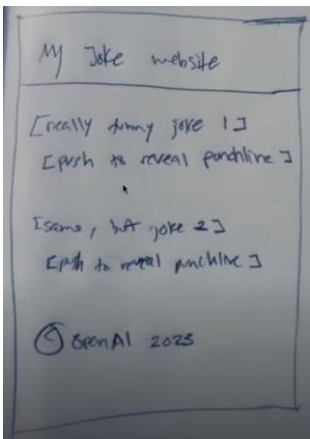 My Joke website
[really funny joke 1]
[push to reveal punchline]
[same, but joke 2]
[push to reveal punchline]
© OpenAI 2023